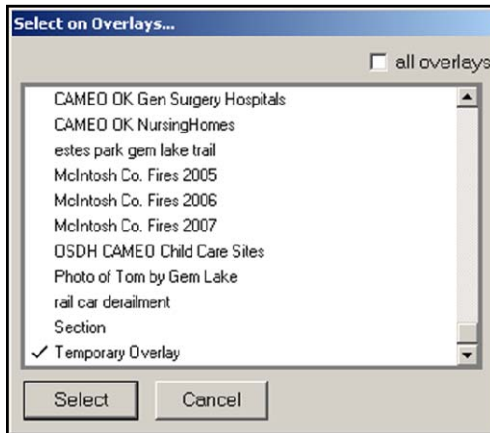 Select on Overlays...
all overlays
CAMEO OK Gen Surgery Hospitals
CAMEO OK NursingHomes
estes park gem lake trail
McIntosh Co. Fires 2005
McIntosh Co. Fires 2006
McIntosh Co. Fires 2007
OSDH CAMEO Child Care Sites
Photo of Tom by Gem Lake
rail car derailment
Section
Temporary Overlay
Select Cancel